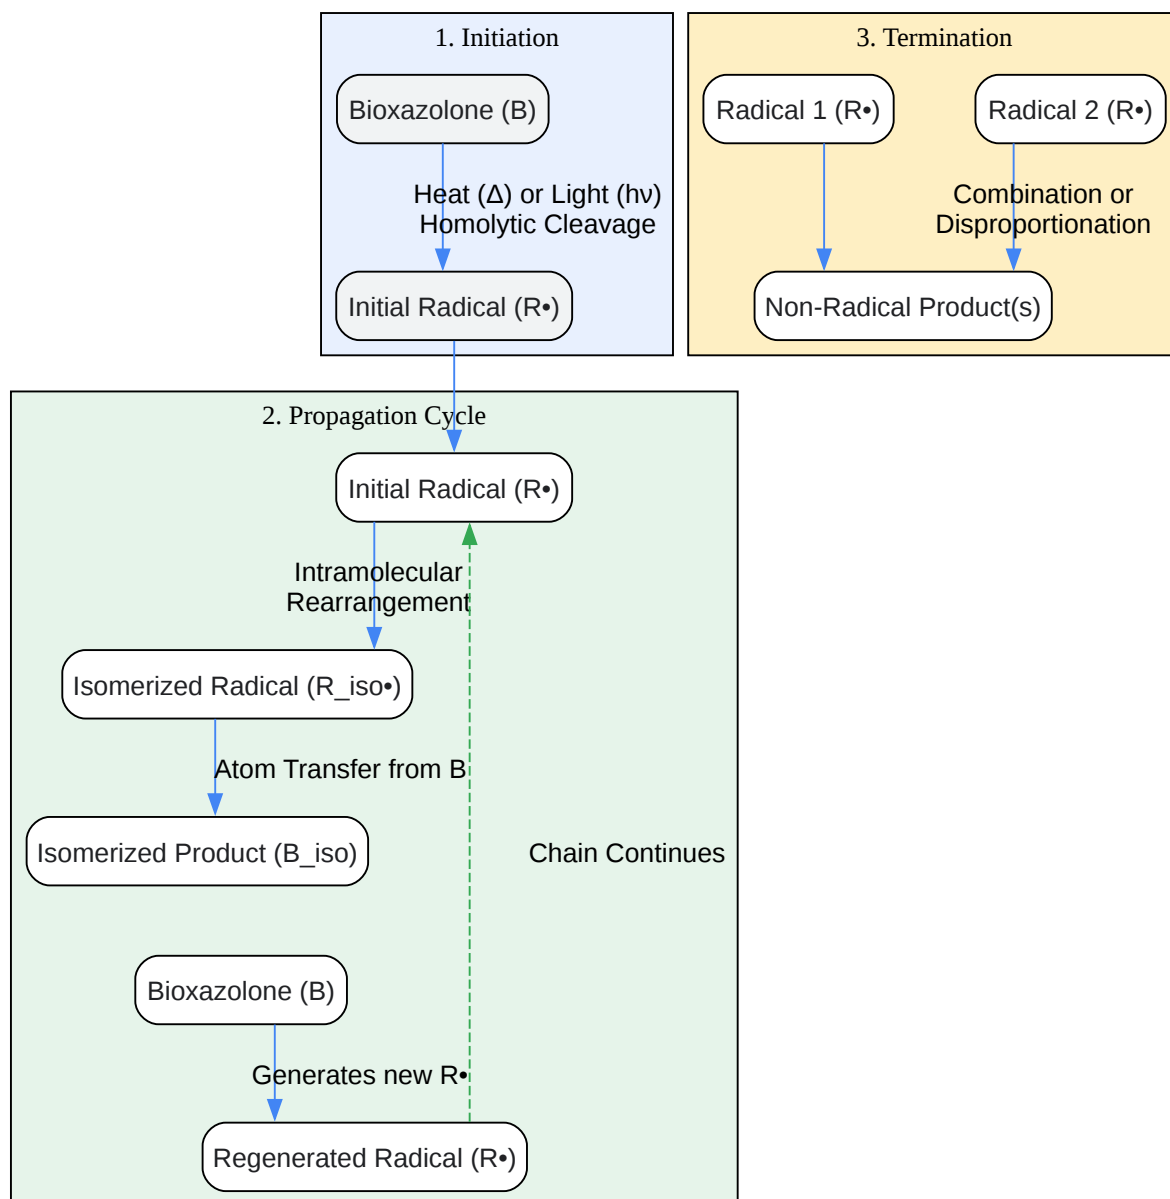 1. Initiation
Bioxazolone (B)
Heat (Δ) or Light (hν)
Homolytic Cleavage
Initial Radical (R•)
3. Termination
Radical 1 (R•)
Radical 2 (R•)
Combination or
Disproportionation
Non-Radical Product(s)
2. Propagation Cycle
Initial Radical (R•)
Intramolecular
Rearrangement
Isomerized Radical (R_iso•)
Atom Transfer from B
Isomerized Product (B_iso)
Chain Continues
Bioxazolone (B)
Generates new R•
Regenerated Radical (R•)